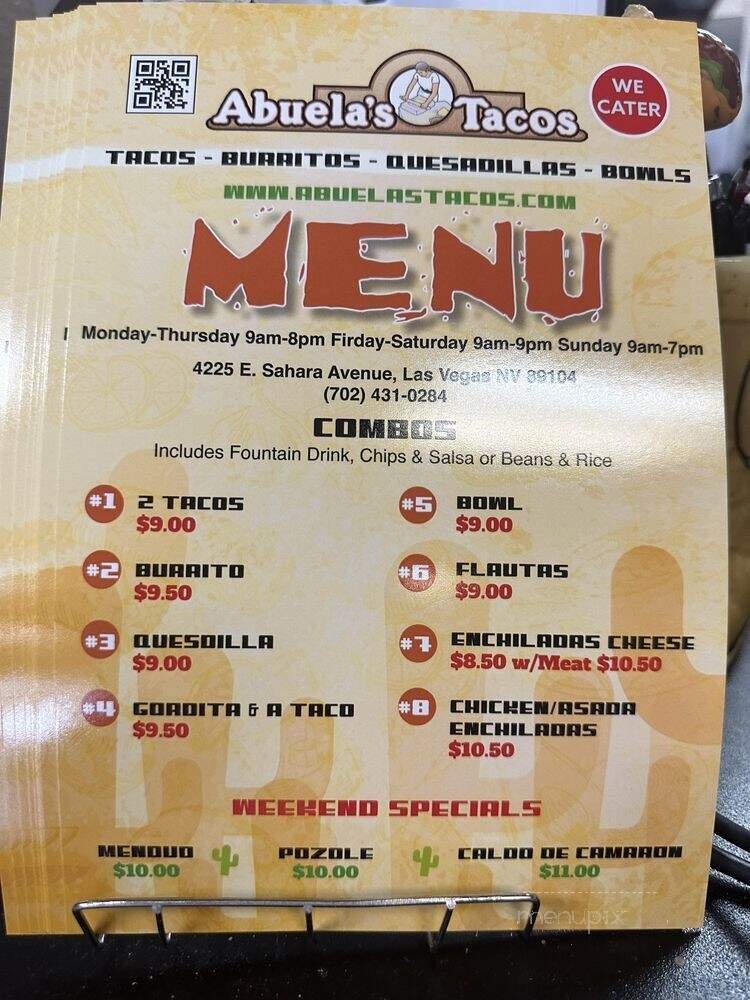 Abuela's Tacos
WE CATER
TACOS - BURRITOS - QUESADILLAS - BOWLS
WWW.ABUELASTACOS.COM
MENU
Monday-Thursday 9am-8pm Firday-Saturday 9am-9pm Sunday 9am-7pm
4225 E. Sahara Avenue, Las Vegas NV 89104
(702) 431-0284
COMBOS
Includes Fountain Drink, Chips & Salsa or Beans & Rice
#1 2 TACOS
$9.00
#2 BURRITO
$9.50
#3 QUESDILLA
$9.00
#4 GORDITA & A TACO
$9.50
#5 BOWL
$9.00
#6 FLAUTAS
$9.00
#7 ENCHILADAS CHEESE
$8.50 w/Meat $10.50
#8 CHICKEN/ASADA
ENCHILADAS
$10.50
WEEKEND SPECIALS
MENDUO
$10.00
POZOLE
$10.00
CALDO DE CAMARON
$11.00
menupix